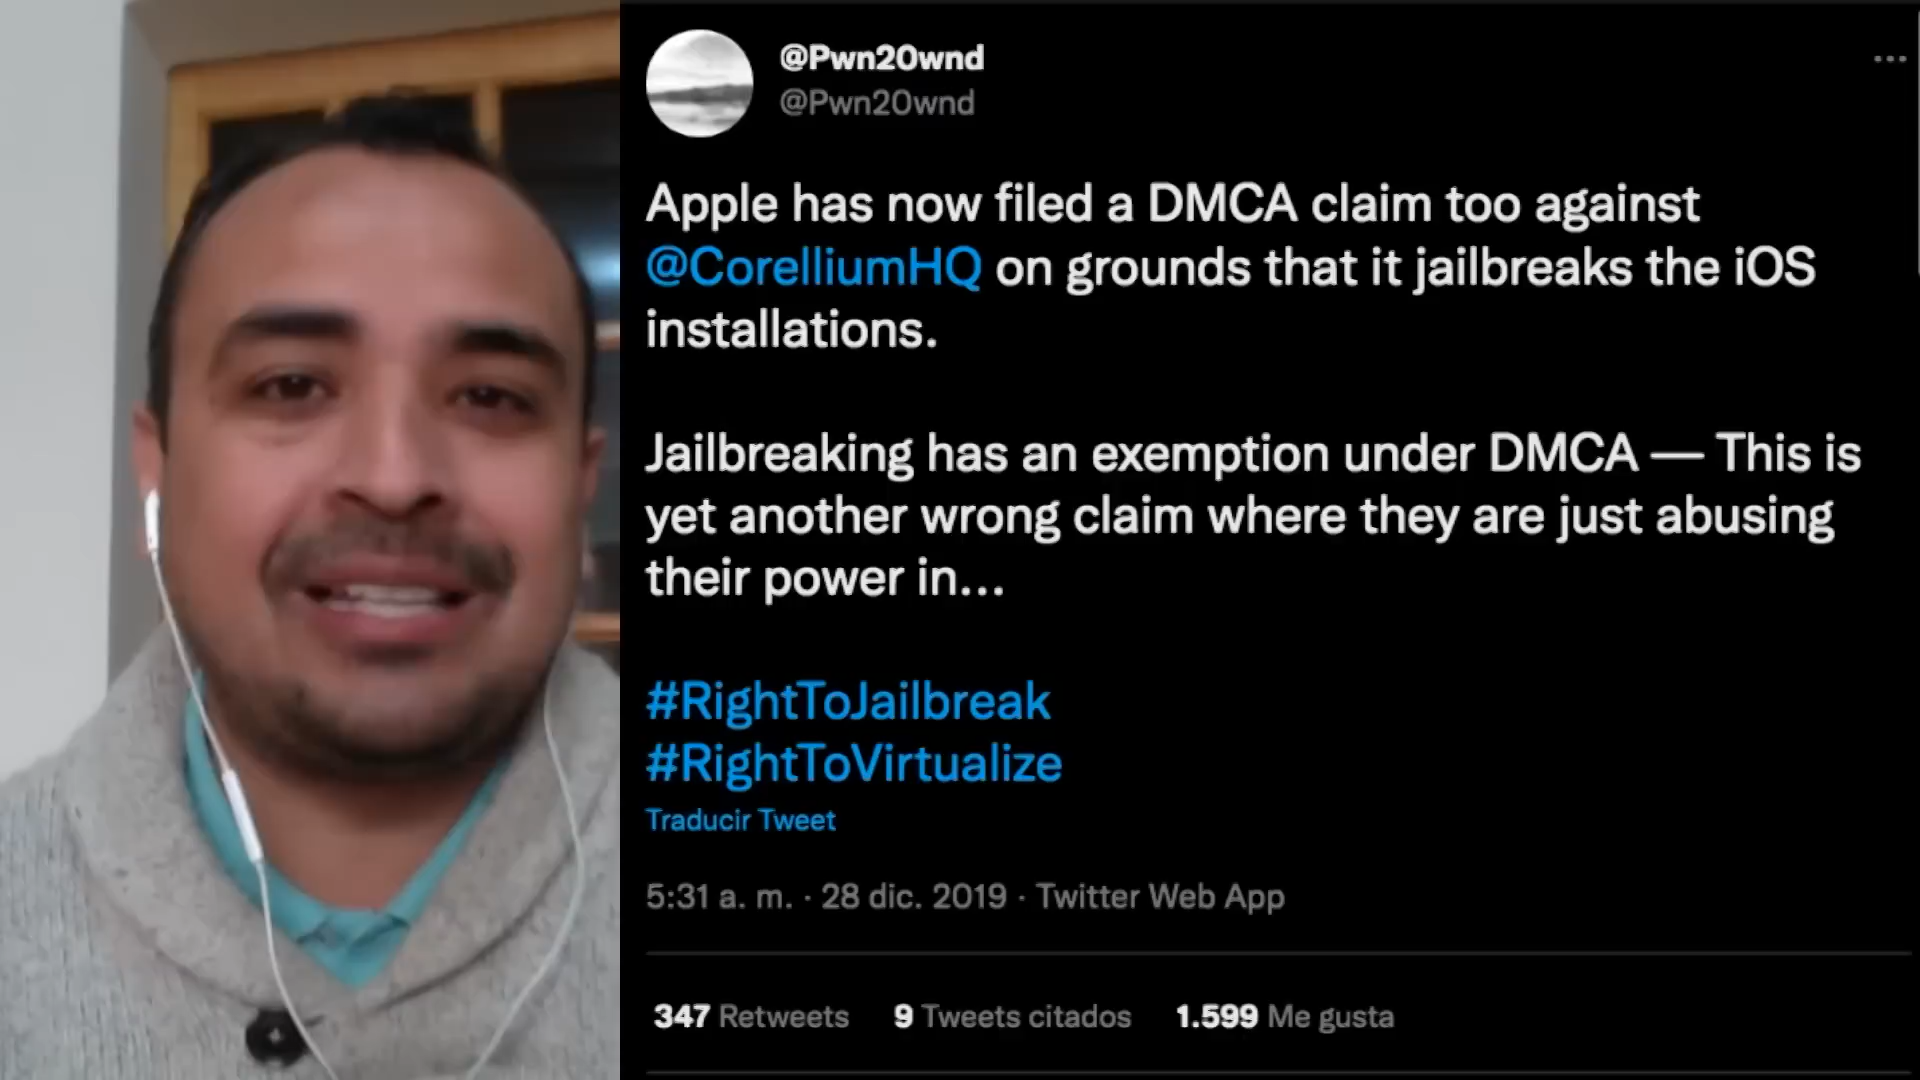 @Pwn20wnd
@Pwn20wnd
Apple has now filed a DMCA claim too against
@CorelliumHQ on grounds that it jailbreaks the iOS
installations.
Jailbreaking has an exemption under DMCA — This is
yet another wrong claim where they are just abusing
their power in...
#RightToJailbreak
#RightToVirtualize
Traducir Tweet
5:31 a. m. · 28 dic. 2019 · Twitter Web App
347 Retweets 9 Tweets citados 1.599 Me gusta